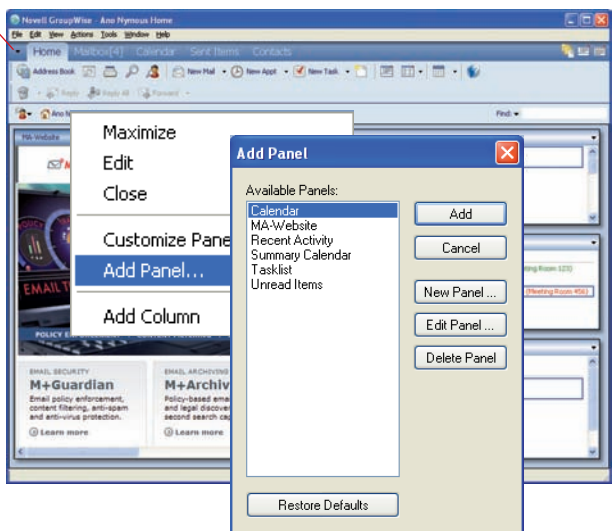 Novell GroupWise - Ano Nymous Home
File Edit View Actions Tools Window Help
Home Mailbox[4] Calendar Sent Items Contacts
Address Book New Mail New Appt New Task
Reply Reply All Forward
Ano N
Find:
MA-Website
Maximize
Edit
Close
Customize Pane
Add Panel...
Add Column
Add Panel
Available Panels:
Calendar
MA-Website
Recent Activity
Summary Calendar
Tasklist
Unread Items
Add
Cancel
New Panel ...
Edit Panel ...
Delete Panel
Restore Defaults
ting Room 123)
(Meeting Room 456)
EMAIL T
POLICY E
EMAIL SECURITY
M+Guardian
Email policy enforcement,
content filtering, anti-spam
and anti-virus protection.
Learn more
EMAIL ARCHIVING
M+Archiv
Policy-based ema
and legal discove
second search cap
Learn more